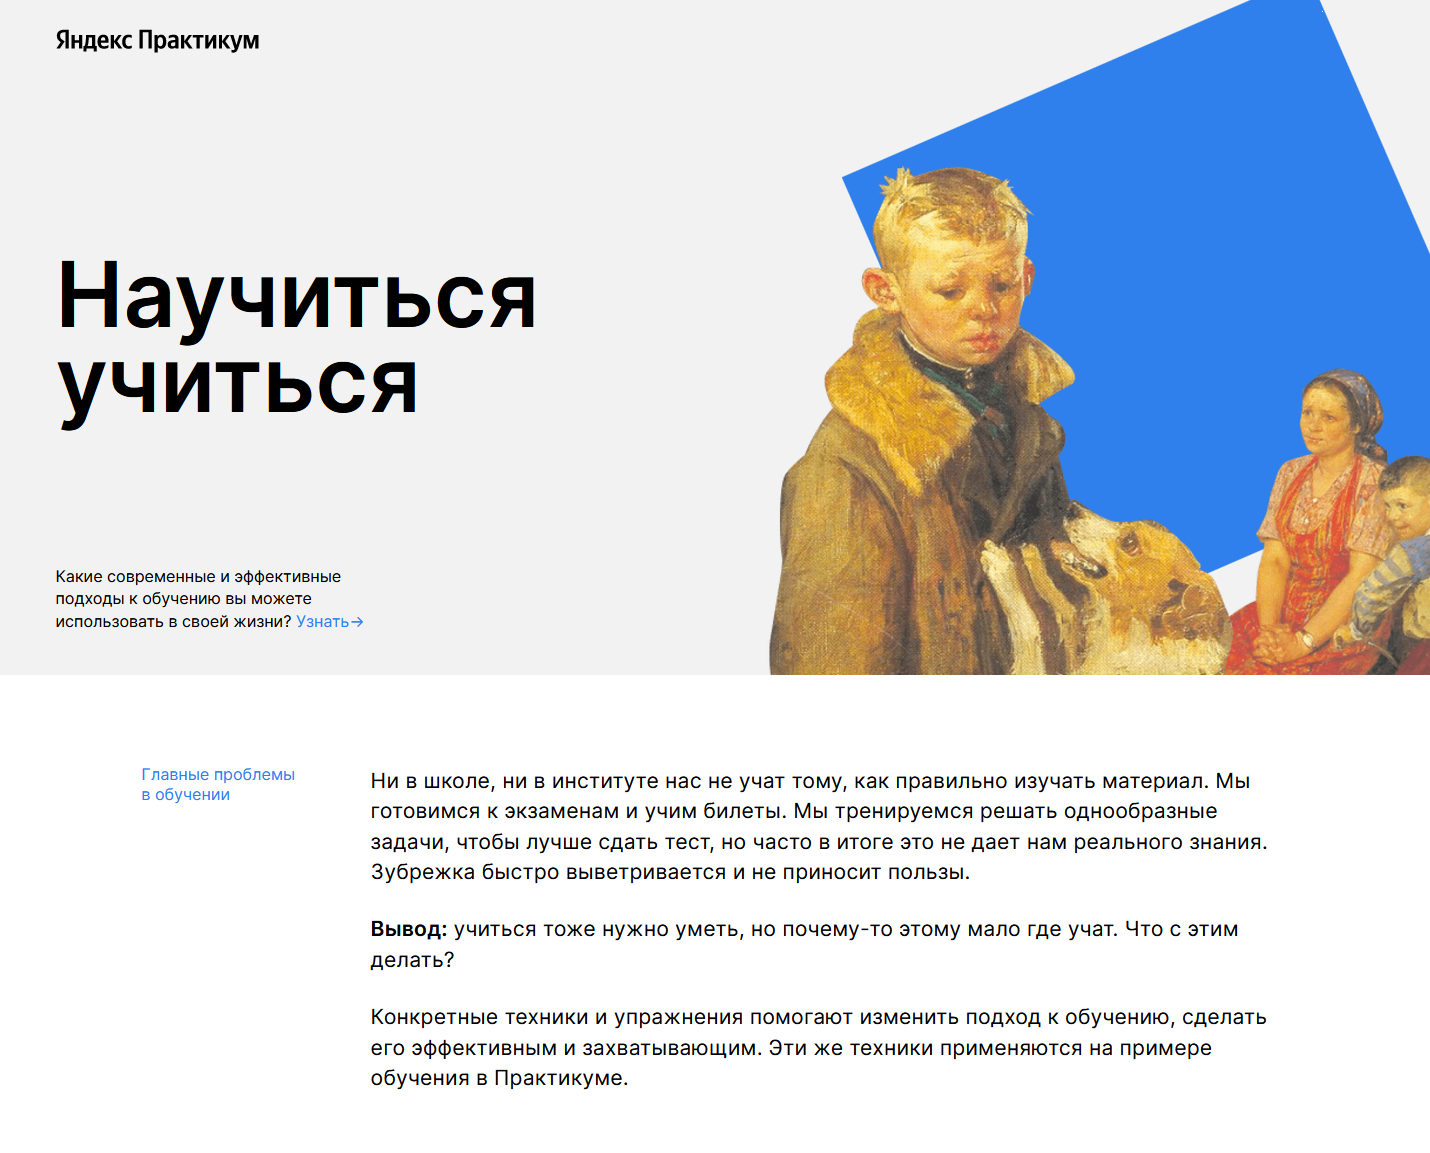 Яндекс Практикум
Научиться
учиться
Какие современные и эффективные
подходы к обучению вы можете
использовать в своей жизни? Узнать→
Главные проблемы
в обучении
Ни в школе, ни в институте нас не учат тому, как правильно изучать материал. Мы
готовимся к экзаменам и учим билеты. Мы тренируемся решать однообразные
задачи, чтобы лучше сдать тест, но часто в итоге это не дает нам реального знания.
Зубрежка быстро выветривается и не приносит пользы.
Вывод: учиться тоже нужно уметь, но почему-то этому мало где учат. Что с этим
делать?
Конкретные техники и упражнения помогают изменить подход к обучению, сделать
его эффективным и захватывающим. Эти же техники применяются на примере
обучения в Практикуме.